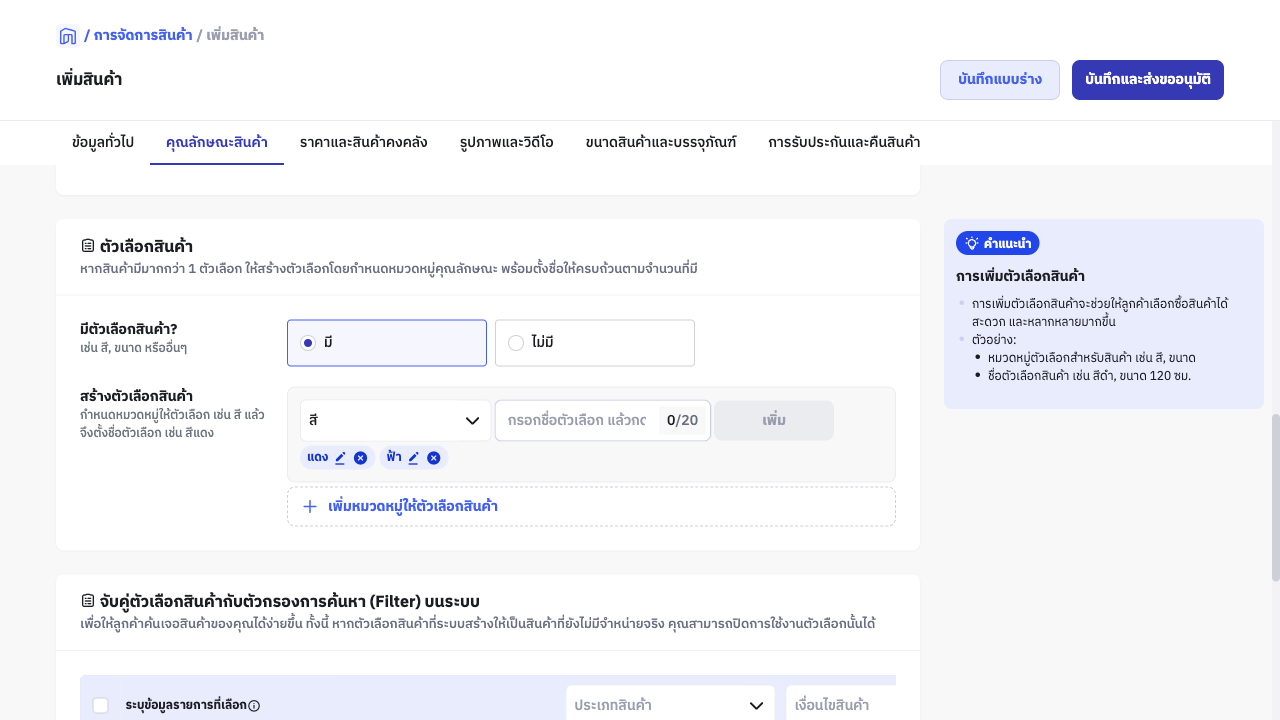 / การจัดการสินค้า / เพิ่มสินค้า
เพิ่มสินค้า
บันทึกแบบร่าง
บันทึกและส่งขออนุมัติ
ข้อมูลทั่วไป
คุณลักษณะสินค้า
ราคาและสินค้าคงคลัง
รูปภาพและวิดีโอ
ขนาดสินค้าและบรรจุภัณฑ์
การรับประกันและคืนสินค้า
ตัวเลือกสินค้า
หากสินค้ามีมากกว่า 1 ตัวเลือก ให้สร้างตัวเลือกโดยกำหนดหมวดหมู่คุณลักษณะ พร้อมตั้งชื่อให้ครบถ้วนตามจำนวนที่มี
มีตัวเลือกสินค้า?
เช่น สี, ขนาด หรืออื่นๆ
มี
ไม่มี
สร้างตัวเลือกสินค้า
กำหนดหมวดหมู่ให้ตัวเลือก เช่น สี แล้ว
จึงตั้งชื่อตัวเลือก เช่น สีแดง
สี
กรอกชื่อตัวเลือก แล้วกด
0/20
เพิ่ม
แดง
ฟ้า
เพิ่มหมวดหมู่ให้ตัวเลือกสินค้า
คำแนะนำ
การเพิ่มตัวเลือกสินค้า
การเพิ่มตัวเลือกสินค้าจะช่วยให้ลูกค้าเลือกซื้อสินค้าได้
สะดวก และหลากหลายมากขึ้น
ตัวอย่าง:
หมวดหมู่ตัวเลือกสำหรับสินค้า เช่น สี, ขนาด
ชื่อตัวเลือกสินค้า เช่น สีดำ, ขนาด 120 ซม.
จับคู่ตัวเลือกสินค้ากับตัวกรองการค้นหา (Filter) บนระบบ
เพื่อให้ลูกค้าค้นเจอสินค้าของคุณได้ง่ายขึ้น ทั้งนี้ หากตัวเลือกสินค้าที่ระบบสร้างให้เป็นสินค้าที่ยังไม่มีจำหน่ายจริง คุณสามารถปิดการใช้งานตัวเลือกนั้นได้
ระบุข้อมูลรายการที่เลือก
ประเภทสินค้า
เงื่อนไขสินค้า